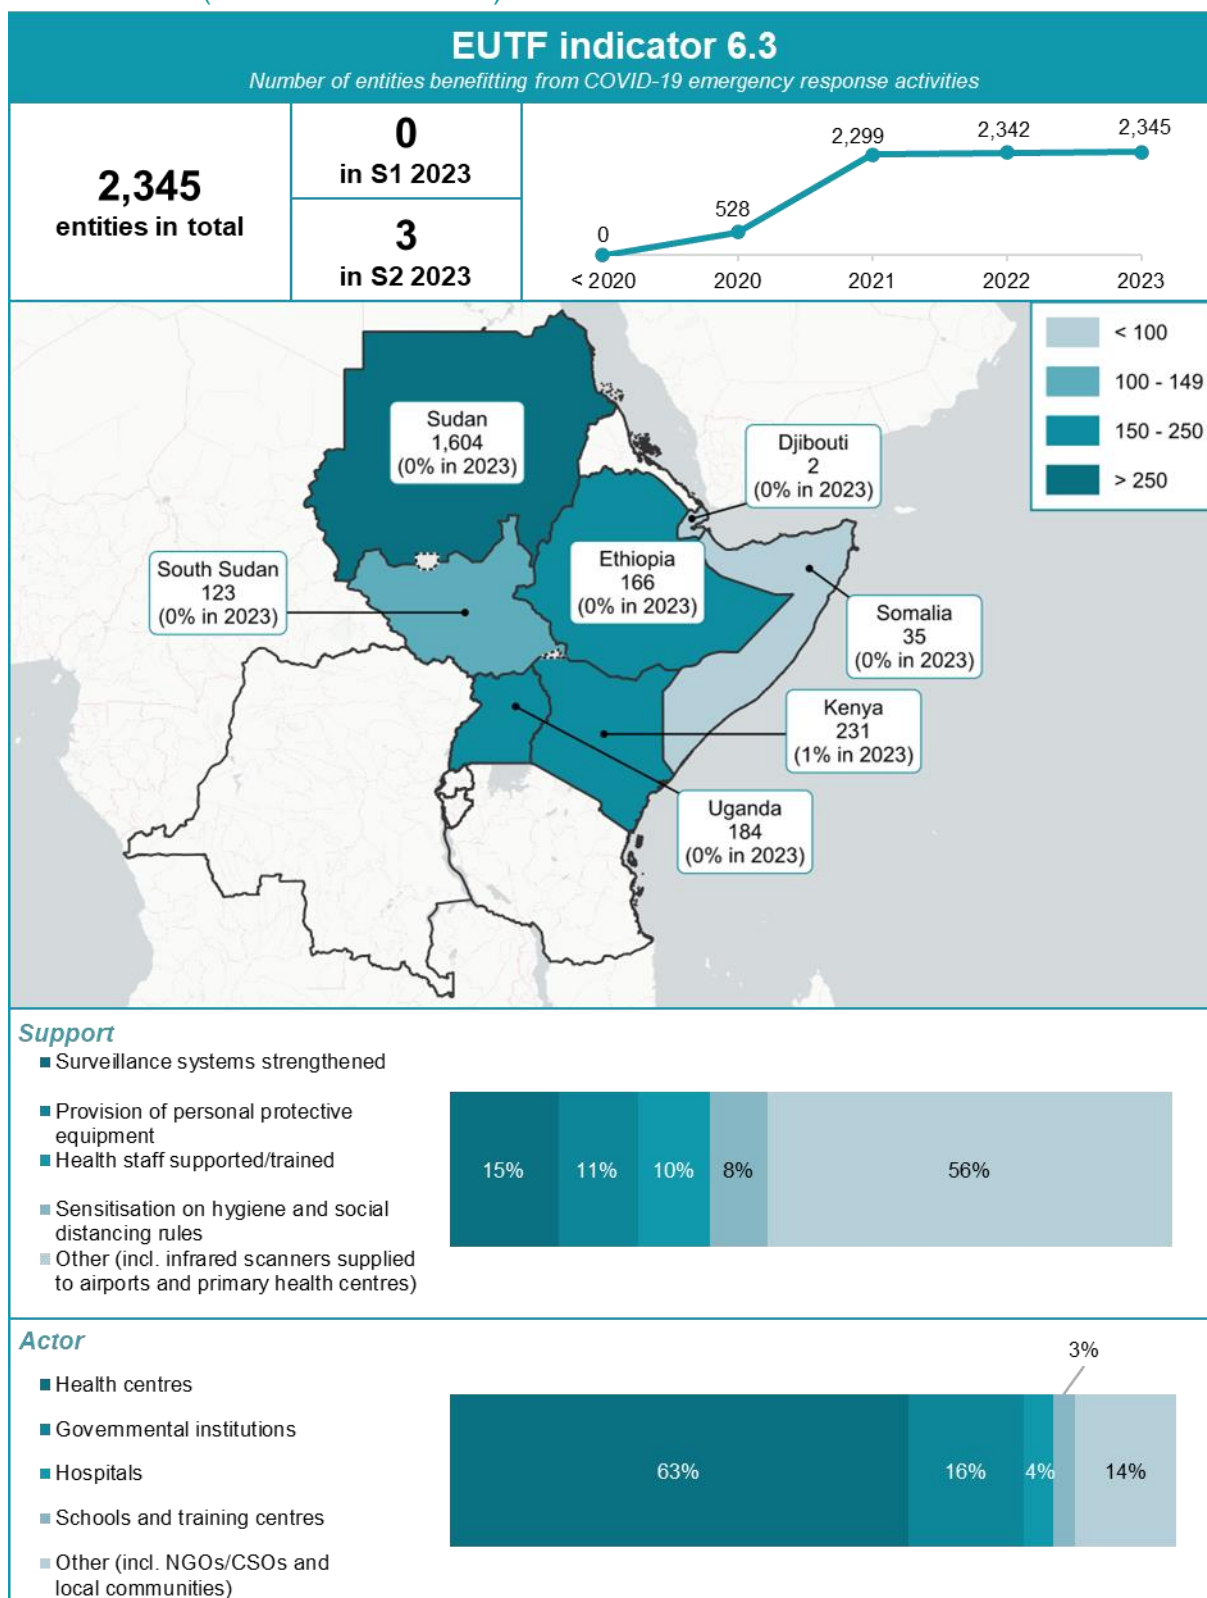 EUTF indicator 6.3
Number of entities benefitting from COVID-19 emergency response activities
2,345
entities in total
0
in S1 2023
3
in S2 2023
0
528
2,299
2,342
2,345
< 2020
2020
2021
2022
2023
< 100
100 - 149
150 - 250
> 250
Sudan
1,604
(0% in 2023)
Djibouti
2
(0% in 2023)
Ethiopia
166
(0% in 2023)
South Sudan
123
(0% in 2023)
Somalia
35
(0% in 2023)
Kenya
231
(1% in 2023)
Uganda
184
(0% in 2023)
Support
Surveillance systems strengthened
Provision of personal protective
equipment
Health staff supported/trained
Sensitisation on hygiene and social
distancing rules
Other (incl. infrared scanners supplied
to airports and primary health centres)
15%
11%
10%
8%
56%
Actor
Health centres
Governmental institutions
Hospitals
Schools and training centres
Other (incl. NGOs/CSOs and
local communities)
3%
63%
16%
4%
14%